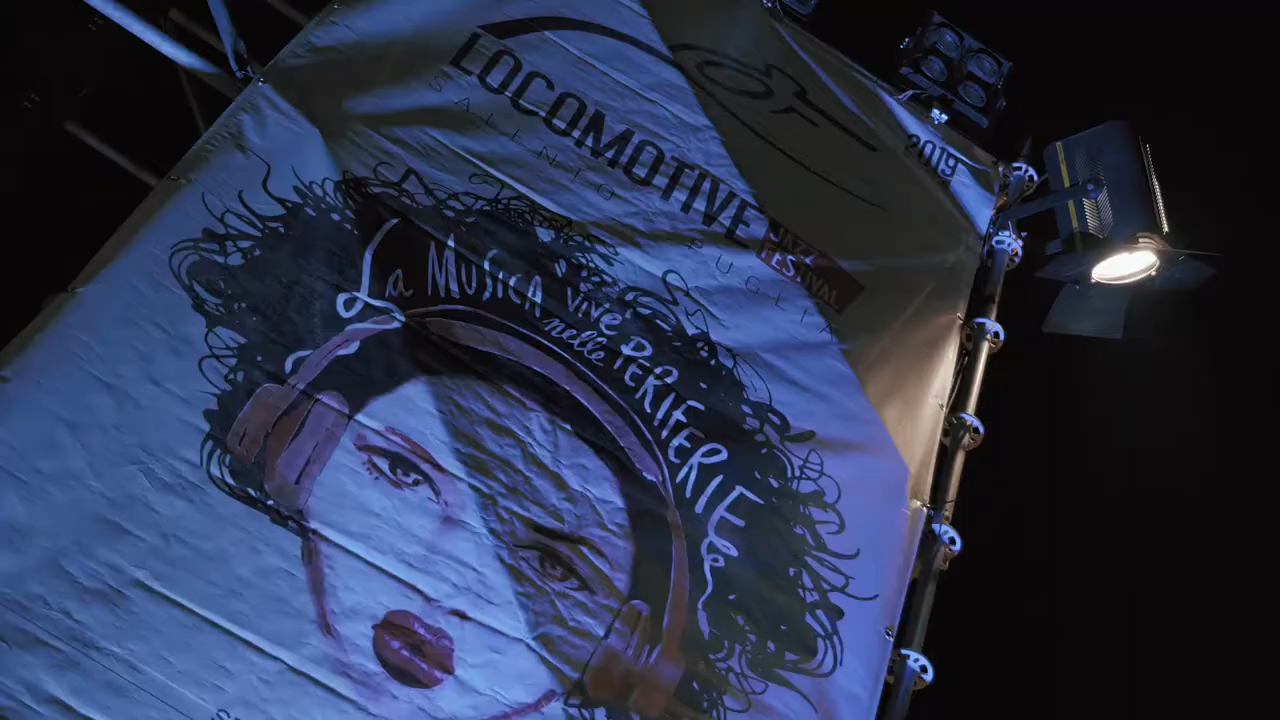 LOCOMOTIVE
JAZZ
FESTIVAL
2019
SALENTO PUGLIA
La MUSICA VIVE
nelle PERIFERIE